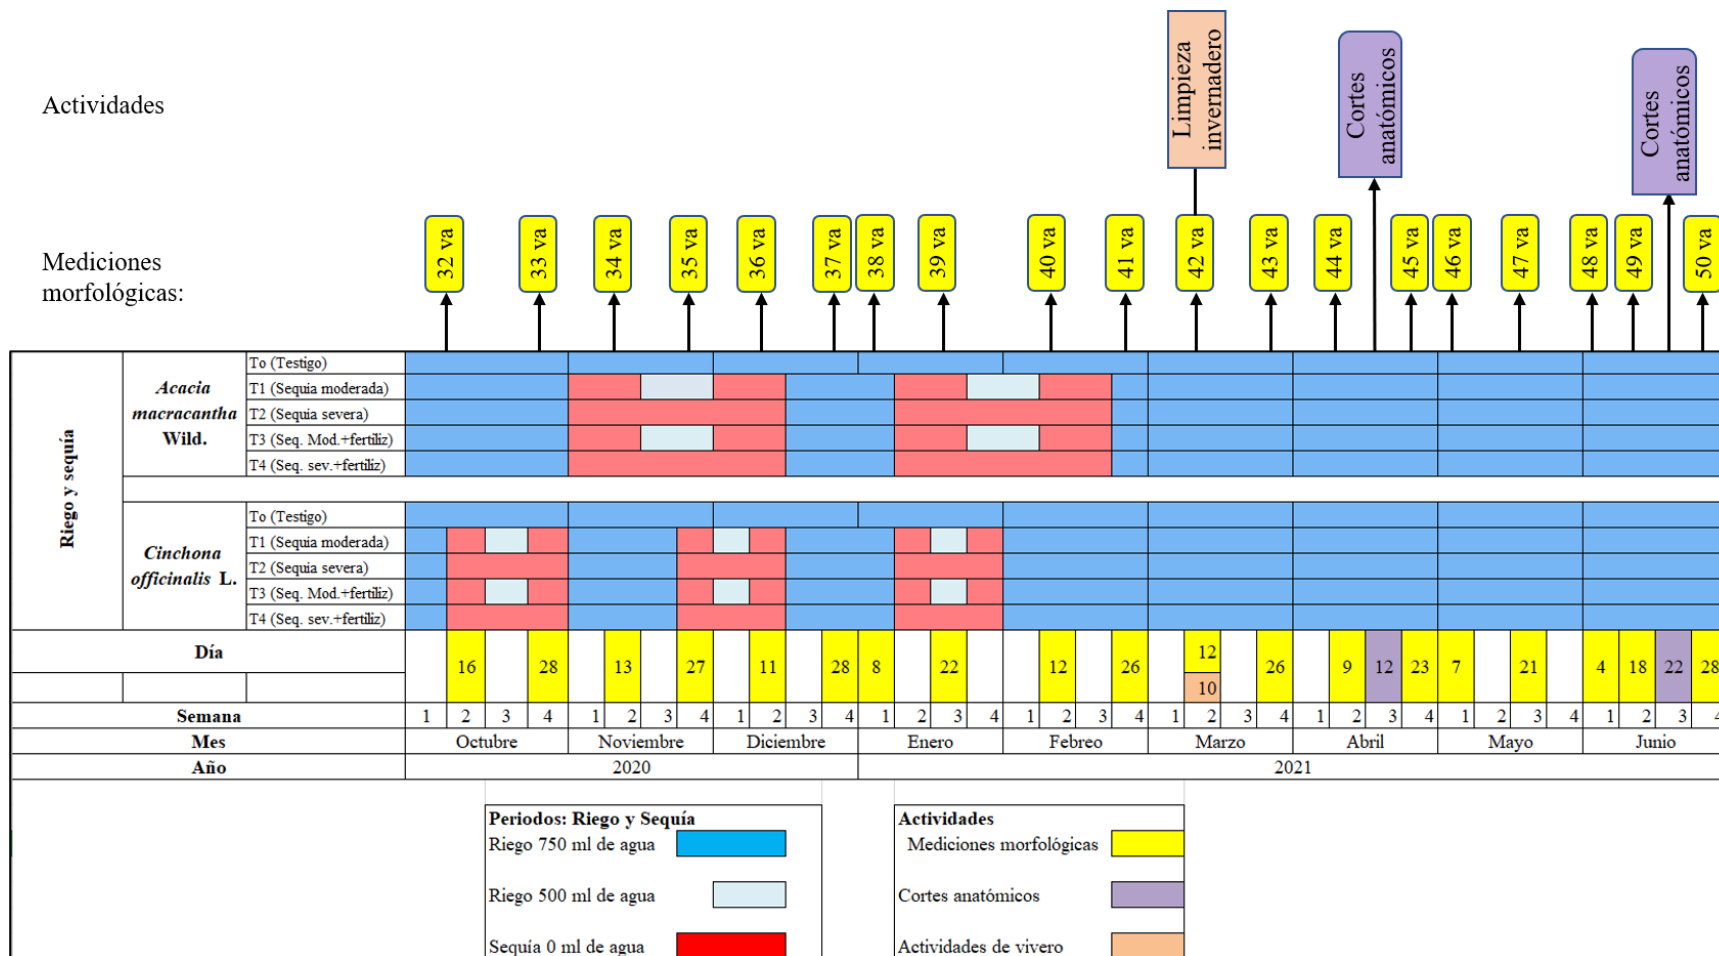 Limpieza
invernadero
Cortes
anatómicos
Cortes
anatómicos
Actividades
Mediciones
morfológicas:
32 va
33 va
34 va
35 va
36 va
37 va
38 va
39 va
40 va
41 va
42 va
43 va
44 va
45 va
46 va
47 va
48 va
49 va
50 va
Riego y sequía
Acacia
macracantha
Wild.
To (Testigo)
T1 (Sequia moderada)
T2 (Sequia severa)
T3 (Seq. Mod.+fertiliz)
T4 (Seq. sev.+fertiliz)
Cinchona
officinalis L.
To (Testigo)
T1 (Sequia moderada)
T2 (Sequia severa)
T3 (Seq. Mod.+fertiliz)
T4 (Seq. sev.+fertiliz)
Día 16 28 13 27 11 28 8 22 12 26 12 26 9 12 23 7 21 4 18 22 28
10
Semana 1 2 3 4 1 2 3 4 1 2 3 4 1 2 3 4 1 2 3 4 1 2 3 4 1 2 3 4 1 2 3 4 1 2 3 4
Mes Octubre Noviembre Diciembre Enero Febreo Marzo Abril Mayo Junio
Año 2020 2021
Periodos: Riego y Sequía
Riego 750 ml de agua
Riego 500 ml de agua
Sequía 0 ml de agua
Actividades
Mediciones morfológicas
Cortes anatómicos
Actividades de vivero